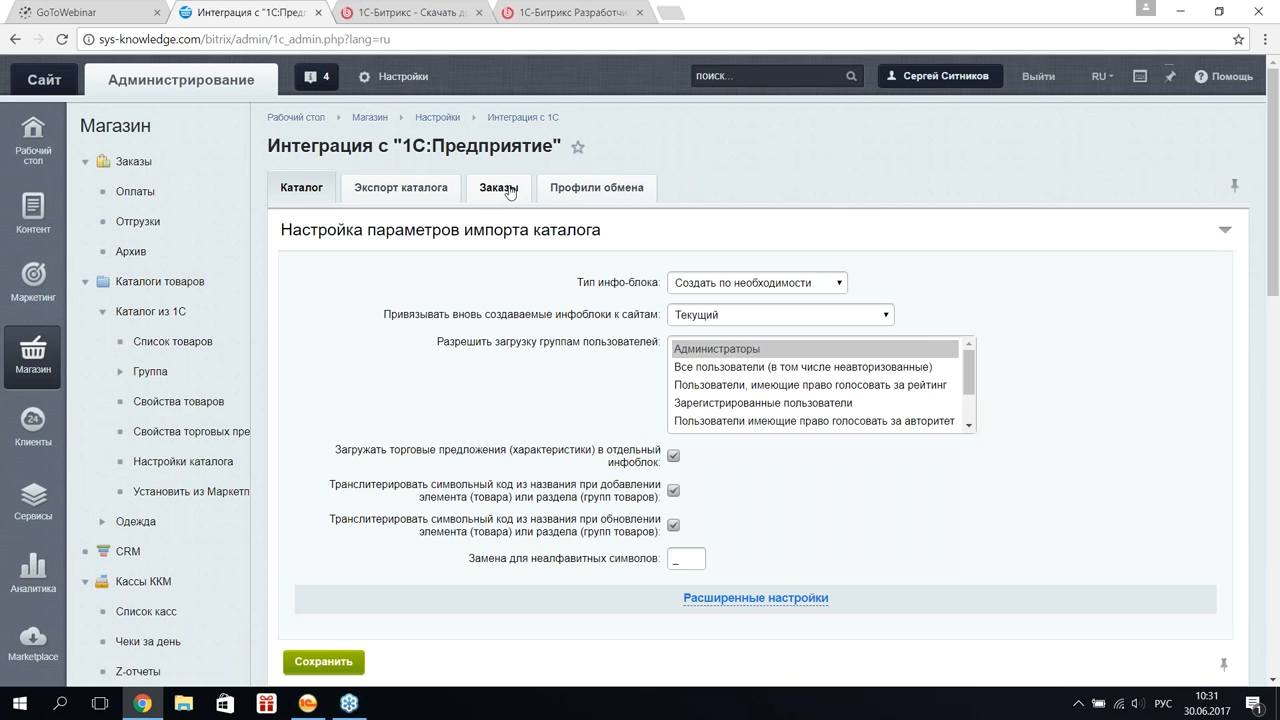 GoToWebinar
Интеграция с "1С:Предпр
1С-Битрикс - Скачать д
1С-Битрикс Разработчи
sys-knowledge.com/bitrix/admin/1c_admin.php?lang=ru
Сайт
Администрирование
4
Настройки
поиск...
Сергей Ситников
Выйти
RU
Помощь
Рабочий стол
Магазин
Настройки
Интеграция с 1С
Интеграция с "1С:Предприятие"
Каталог
Экспорт каталога
Заказы
Профили обмена
Рабочий
стол
Контент
Маркетинг
Магазин
24
Клиенты
Сервисы
Аналитика
Marketplace
Магазин
Заказы
Оплаты
Отгрузки
Архив
Каталоги товаров
Каталог из 1С
Список товаров
Группа
Свойства товаров
Свойства торговых пре
Настройки каталога
Установить из Маркетп
Одежда
CRM
Кассы ККМ
Список касс
Чеки за день
Z-отчеты
Настройка параметров импорта каталога
Тип инфо-блока:
Создать по необходимости
Привязывать вновь создаваемые инфоблоки к сайтам:
Текущий
Разрешить загрузку группам пользователей:
Администраторы
Все пользователи (в том числе неавторизованные)
Пользователи, имеющие право голосовать за рейтинг
Зарегистрированные пользователи
Пользователи имеющие право голосовать за авторитет
Загружать торговые предложения (характеристики) в отдельный
инфоблок:
Транслитерировать символьный код из названия при добавлении
элемента (товара) или раздела (групп товаров):
Транслитерировать символьный код из названия при обновлении
элемента (товара) или раздела (групп товаров):
Замена для неалфавитных символов:
_
Расширенные настройки
Сохранить
РУС
10:31
30.06.2017
1